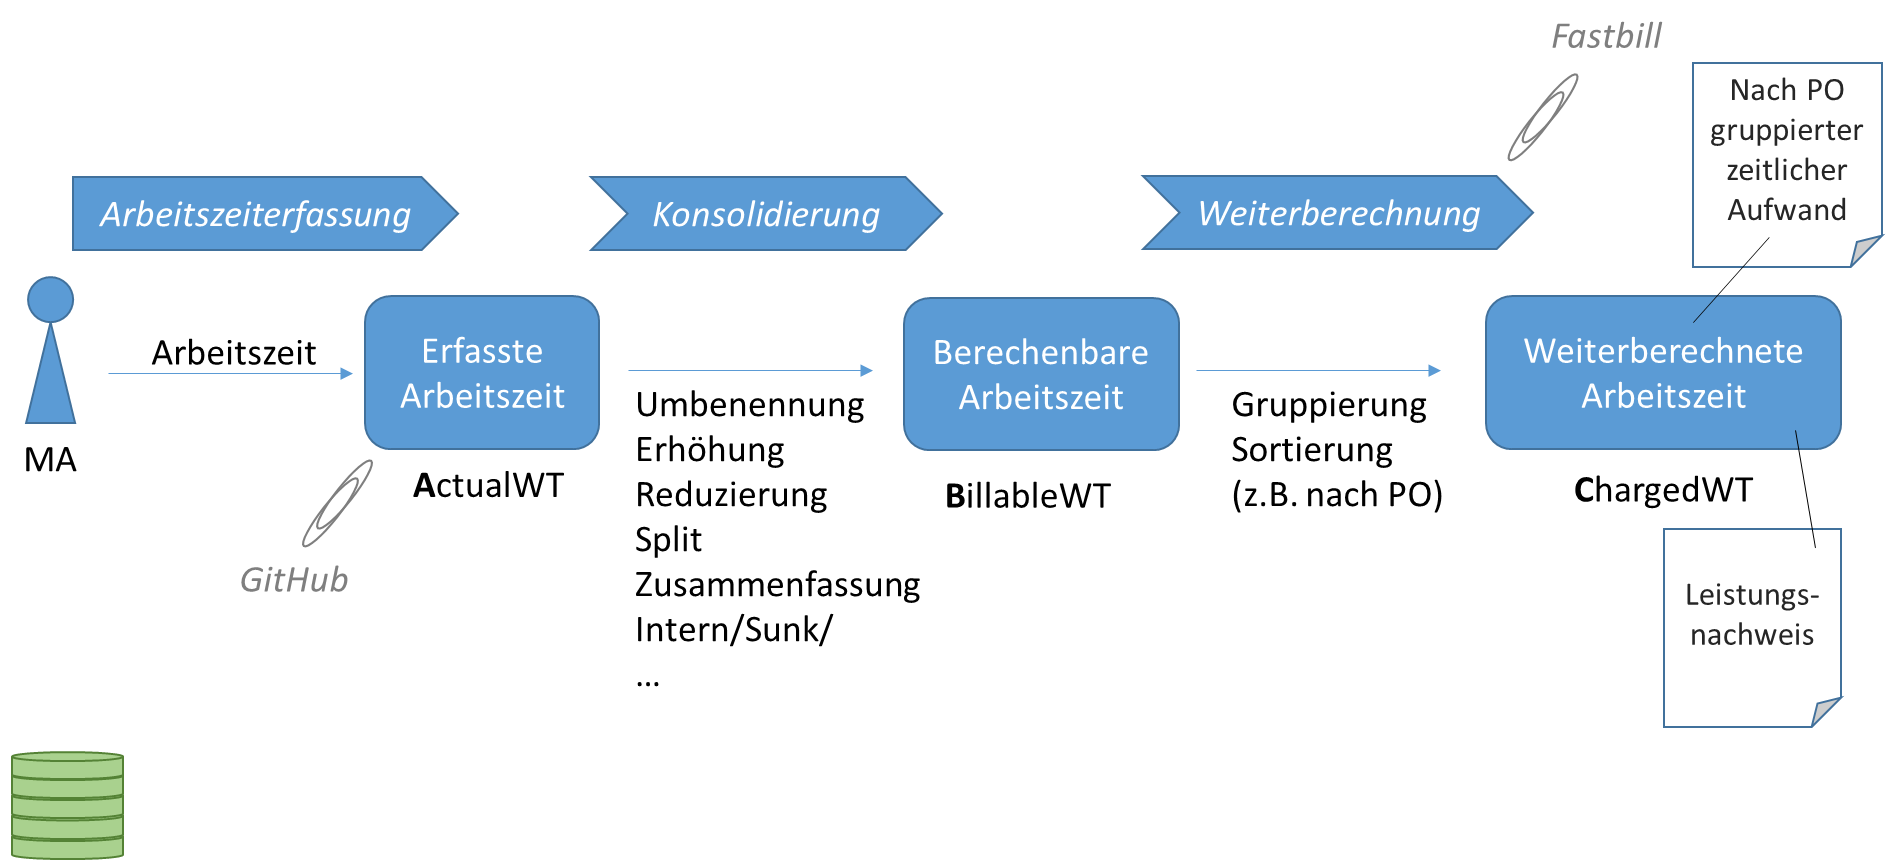 Fastbill
Nach PO
gruppierter
zeitlicher
Aufwand
Arbeitszeiterfassung
Konsolidierung
Weiterberechnung
MA
Arbeitszeit
Erfasste
Arbeitszeit
ActualWT
GitHub
Umbenennung
Erhöhung
Reduzierung
Split
Zusammenfassung
Intern/Sunk/
...
Berechenbare
Arbeitszeit
BillableWT
Gruppierung
Sortierung
(z.B. nach PO)
Weiterberechnete
Arbeitszeit
ChargedWT
Leistungs-
nachweis